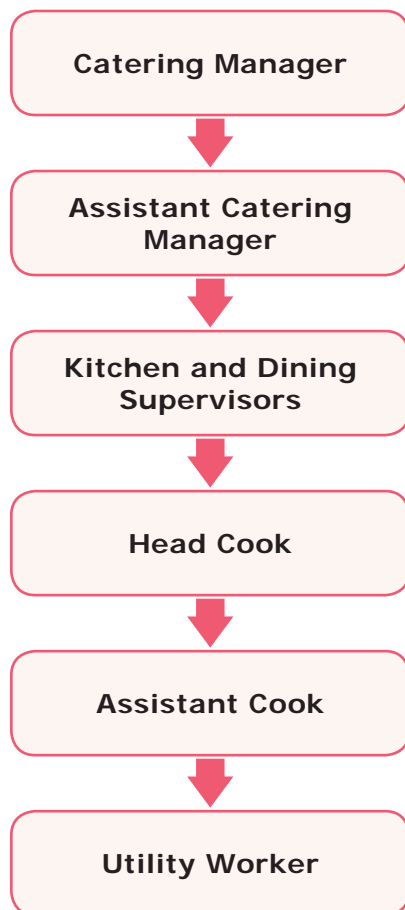 Catering Manager
Assistant Catering
Manager
Kitchen and Dining
Supervisors
Head Cook
Assistant Cook
Utility Worker